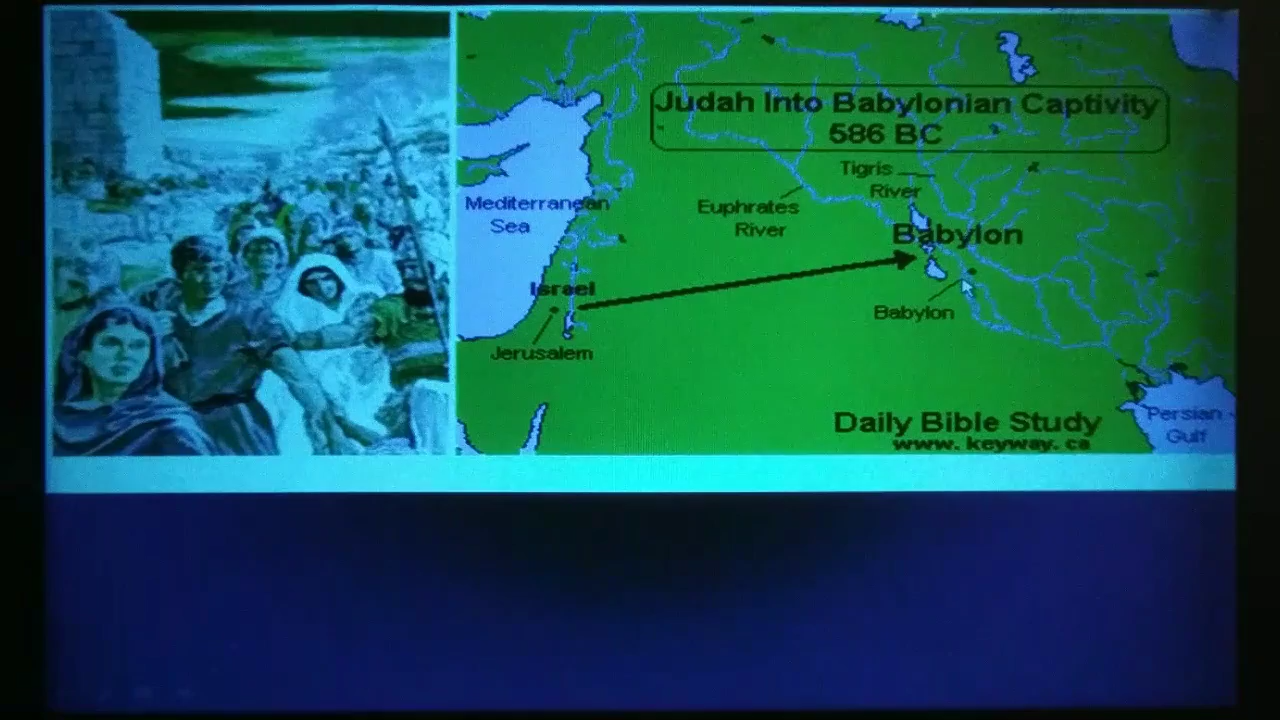 Judah Into Babylonian Captivity
586 BC
Tigris
River
Euphrates
River
Mediterranean
Sea
Babylon
Israel
Babylon
Jerusalem
Daily Bible Study
www.keyway.ca
Persian
Gulf